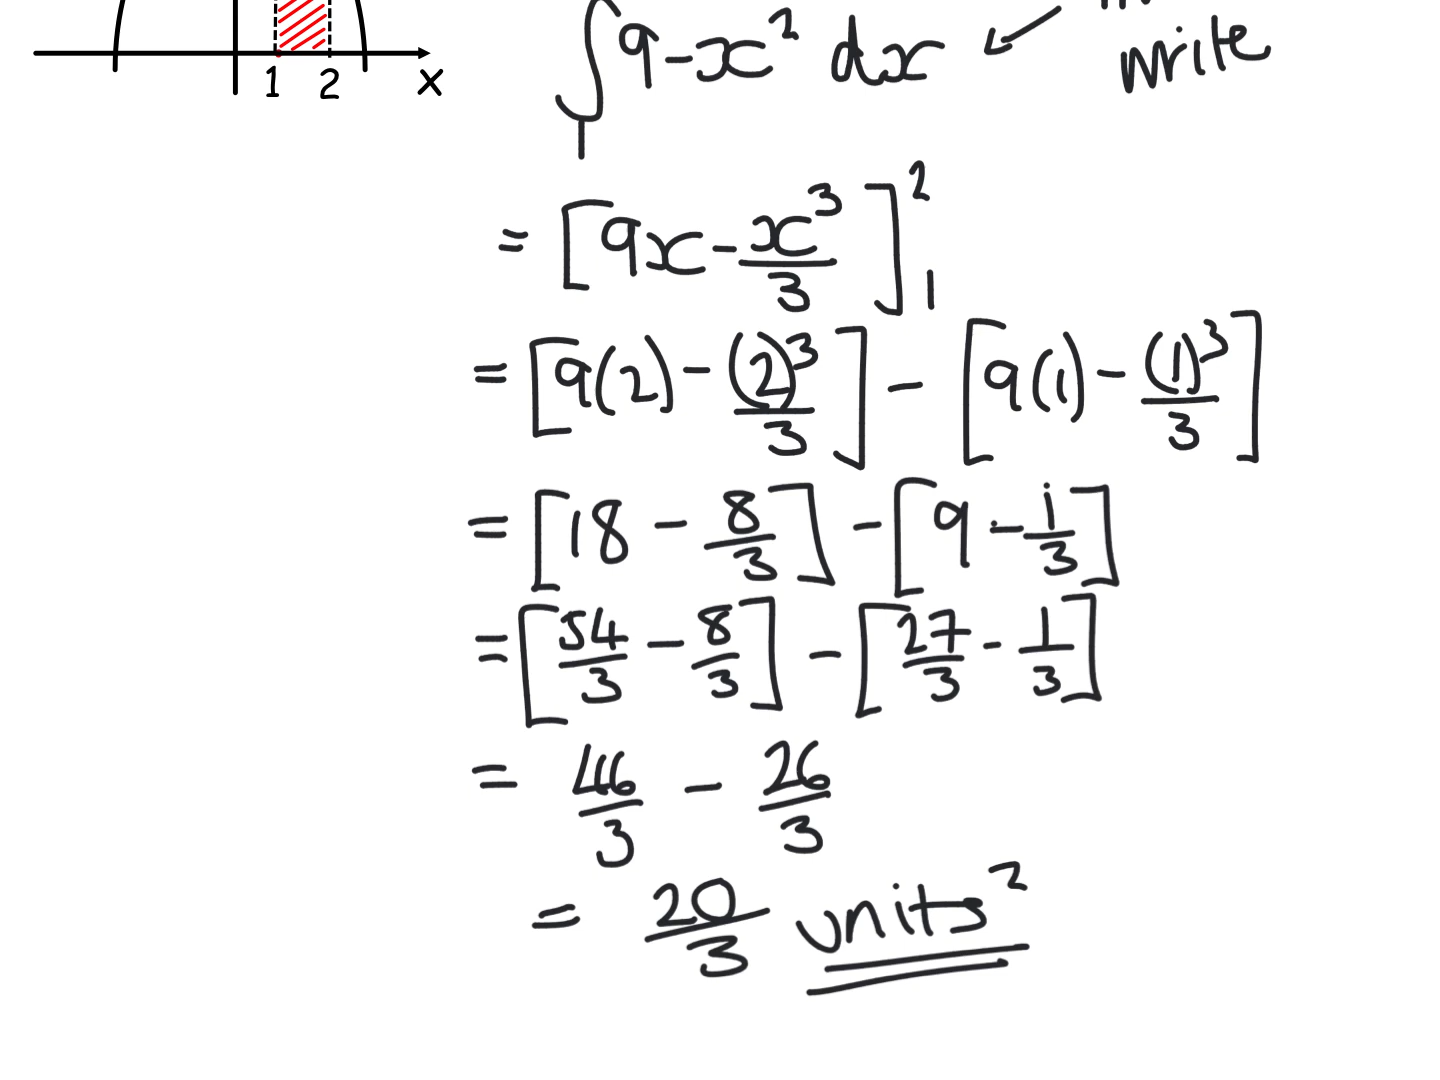 1 2 x
∫₁ 9-x² dx
write
= [9x - x³/3]₁²
= [9(2) - (2)³/3] - [9(1) - (1)³/3]
= [18 - 8/3] - [9 - 1/3]
= [54/3 - 8/3] - [27/3 - 1/3]
= 46/3 - 26/3
= 20/3 units²